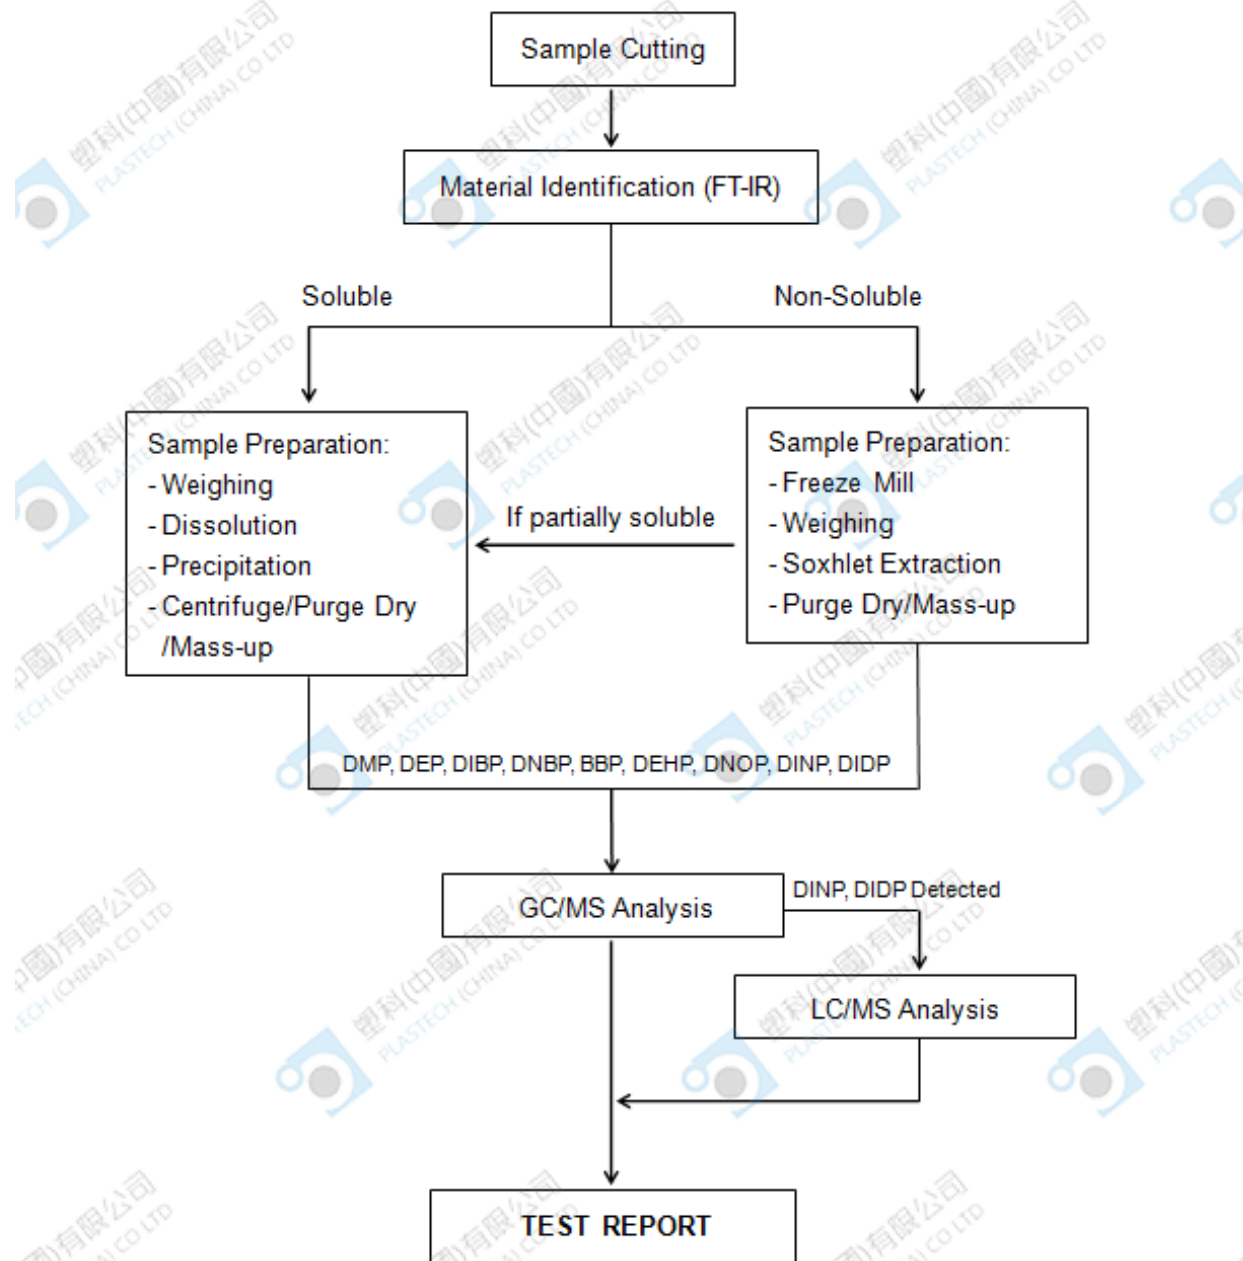 Sample Cutting
Material Identification (FT-IR)
Soluble
Non-Soluble
Sample Preparation:
- Weighing
- Dissolution
- Precipitation
- Centrifuge/Purge Dry
/Mass-up
If partially soluble
Sample Preparation:
- Freeze Mill
- Weighing
- Soxhlet Extraction
- Purge Dry/Mass-up
DMP, DEP, DIBP, DNBP, BBP, DEHP, DNOP, DINP, DIDP
GC/MS Analysis
DINP, DIDP Detected
LC/MS Analysis
TEST REPORT
塑科(中國)有限公司
PLASTECH (CHINA) CO LTD